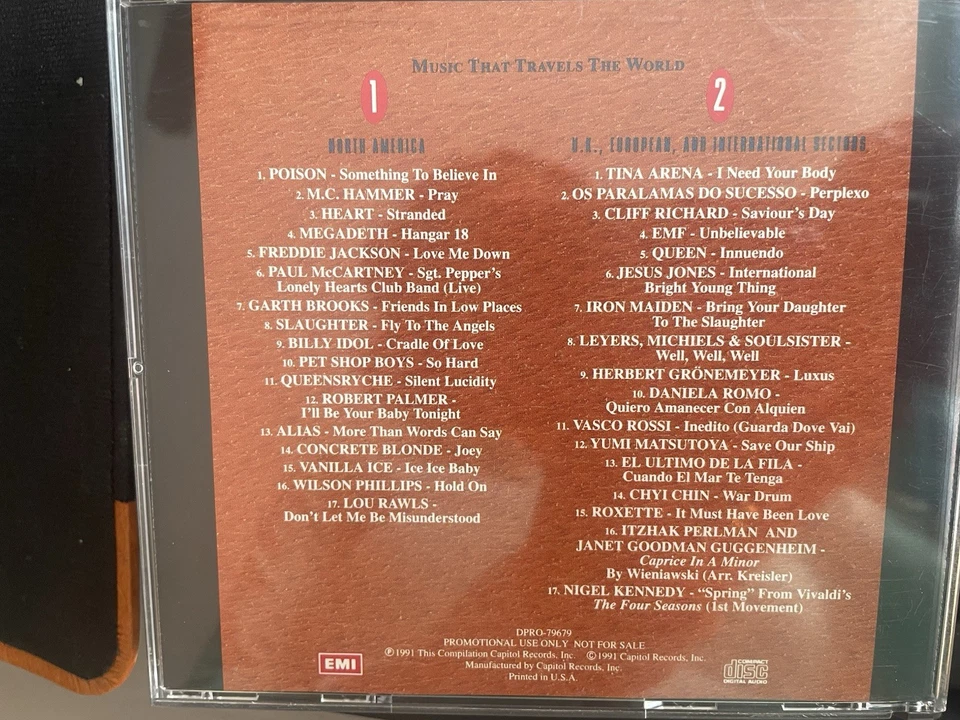 MUSIC THAT TRAVELS THE WORLD
1
NORTH AMERICA
1. POISON - Something To Believe In
2. M.C. HAMMER - Pray
3. HEART - Stranded
4. MEGADETH - Hangar 18
5. FREDDIE JACKSON - Love Me Down
6. PAUL McCARTNEY - Sgt. Pepper's
Lonely Hearts Club Band (Live)
7. GARTH BROOKS - Friends In Low Places
8. SLAUGHTER - Fly To The Angels
9. BILLY IDOL - Cradle Of Love
10. PET SHOP BOYS - So Hard
11. QUEENSRYCHE - Silent Lucidity
12. ROBERT PALMER -
I'll Be Your Baby Tonight
13. ALIAS - More Than Words Can Say
14. CONCRETE BLONDE - Joey
15. VANILLA ICE - Ice Ice Baby
16. WILSON PHILLIPS - Hold On
17. LOU RAWLS -
Don't Let Me Be Misunderstood
2
U.K., EUROPEAN, AND INTERNATIONAL SECTORS
1. TINA ARENA - I Need Your Body
2. OS PARALAMAS DO SUCESSO - Perplexo
3. CLIFF RICHARD - Saviour's Day
4. EMF - Unbelievable
5. QUEEN - Innuendo
6. JESUS JONES - International
Bright Young Thing
7. IRON MAIDEN - Bring Your Daughter
To The Slaughter
8. LEYERS, MICHIELS & SOULSISTER -
Well, Well, Well
9. HERBERT GRÖNEMEYER - Luxus
10. DANIELA ROMO -
Quiero Amanecer Con Alquien
11. VASCO ROSSI - Inedito (Guarda Dove Vai)
12. YUMI MATSUTOYA - Save Our Ship
13. EL ULTIMO DE LA FILA -
Cuando El Mar Te Tenga
14. CHYI CHIN - War Drum
15. ROXETTE - It Must Have Been Love
16. ITZHAK PERLMAN AND
JANET GOODMAN GUGGENHEIM -
Caprice In A Minor
By Wieniawski (Arr. Kreisler)
17. NIGEL KENNEDY - "Spring" From Vivaldi's
The Four Seasons (1st Movement)
DPRO-79679
PROMOTIONAL USE ONLY NOT FOR SALE
℗1991 This Compilation Capitol Records, Inc. ©1991 Capitol Records, Inc.
Manufactured by Capitol Records, Inc.
Printed in U.S.A.
EMI
COMPACT
disc
DIGITAL AUDIO